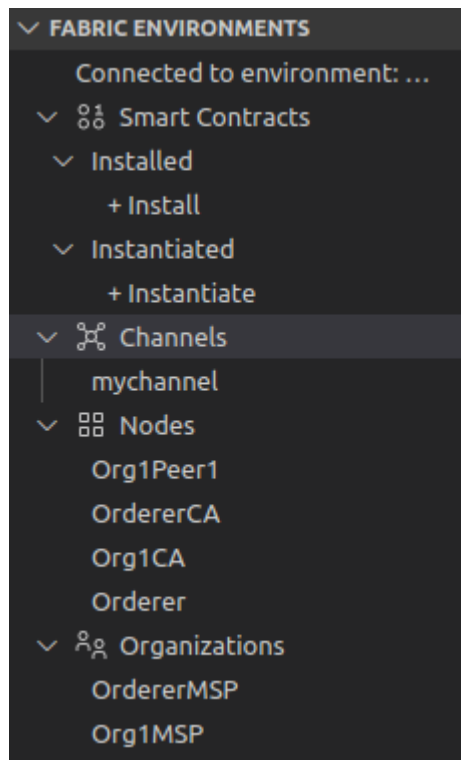 FABRIC ENVIRONMENTS
Connected to environment: ...
Smart Contracts
Installed
+ Install
Instantiated
+ Instantiate
Channels
mychannel
Nodes
Org1Peer1
OrdererCA
Org1CA
Orderer
Organizations
OrdererMSP
Org1MSP